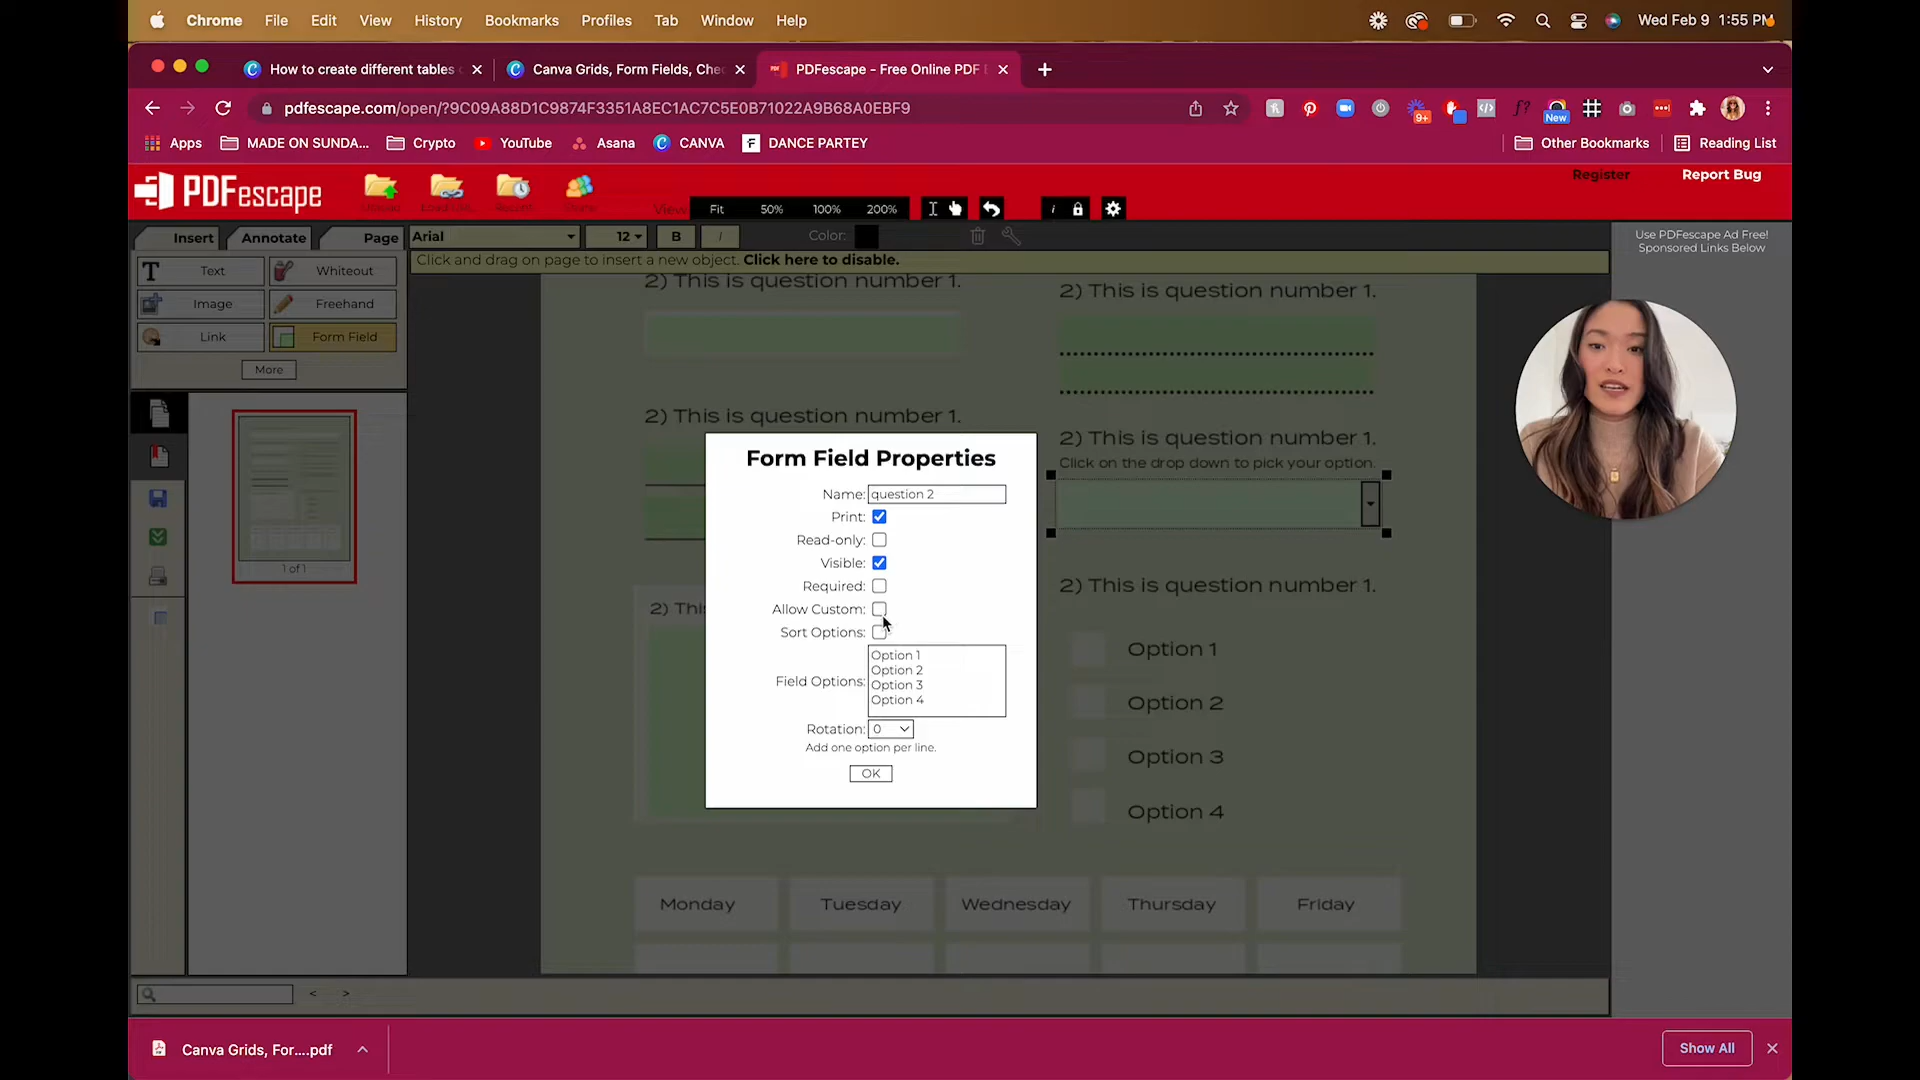 Chrome File Edit View History Bookmarks Profiles Tab Window Help Wed Feb 9 1:55 PM
How to create different tables Canva Grids, Form Fields, Che PDFescape - Free Online PDF E
pdfescape.com/open/?9C09A88D1C9874F3351A8EC1AC7C5E0B71022A9B68A0EBF9
9+ New
Apps MADE ON SUNDA... Crypto YouTube Asana CANVA DANCE PARTEY Other Bookmarks Reading List
PDFescape
Register Report Bug
View: Fit 50% 100% 200%
Insert Annotate Page Arial 12 B I Color:
Use PDFescape Ad Free!
Sponsored Links Below
Click and drag on page to insert a new object. Click here to disable.
Text Whiteout
Image Freehand
Link Form Field
More
1 of 1
2) This is question number 1.
2) This is question number 1.
2) This is question number 1.
2) This is question number 1.
Click on the drop down to pick your option.
2) Thi
2) This is question number 1.
Option 1
Option 2
Option 3
Option 4
Monday Tuesday Wednesday Thursday Friday
Form Field Properties
Name: question 2
Print:
Read-only:
Visible:
Required:
Allow Custom:
Sort Options:
Field Options:
Option 1
Option 2
Option 3
Option 4
Rotation: 0
Add one option per line.
OK
< >
Canva Grids, For....pdf Show All